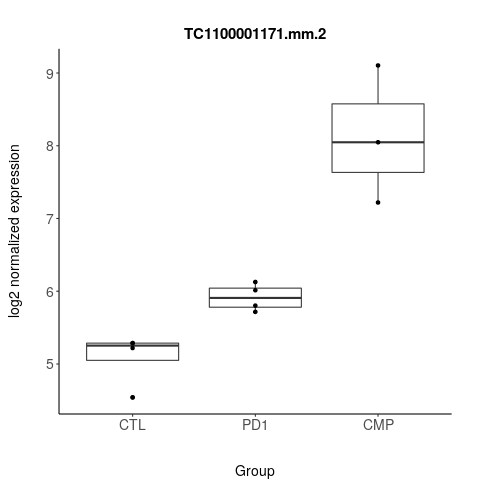 TC1100001171.mm.2
log2 normalized expression
9
8
7
6
5
CTL
PD1
CMP
Group